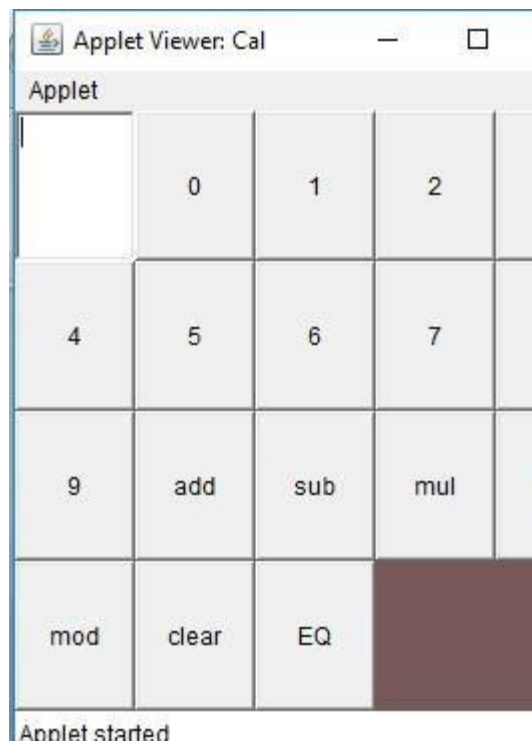 Applet Viewer: Cal
Applet
0 1 2
4 5 6 7
9 add sub mul
mod clear EQ
Applet started